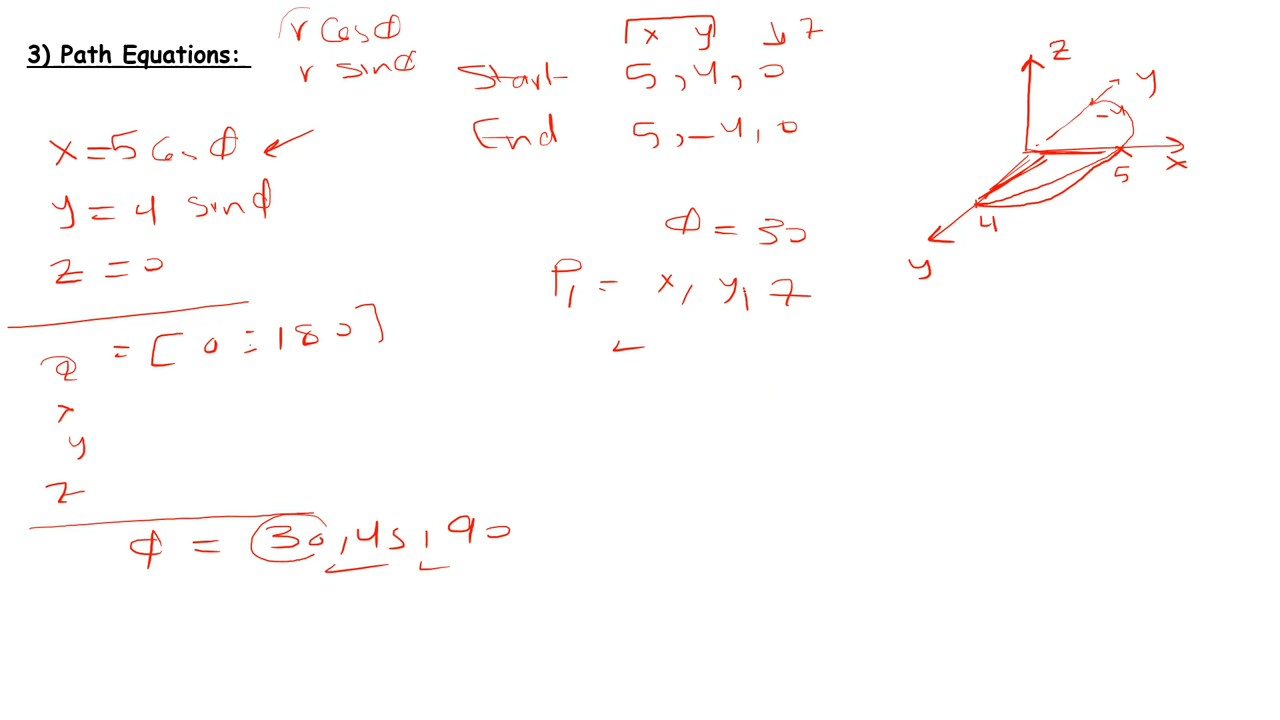 3) Path Equations:
r Cos ϕ
r sin ϕ
x y ↓ z
Start 5, 4, 0
End 5, -4, 0
x = 5 Cos ϕ ←
y = 4 sin ϕ
z = 0
ϕ = 30
P1 = x, y, z
= [0 : 180]
x
y
z
ϕ = 30, 45, 90
z
y
-4
x
5
4
y